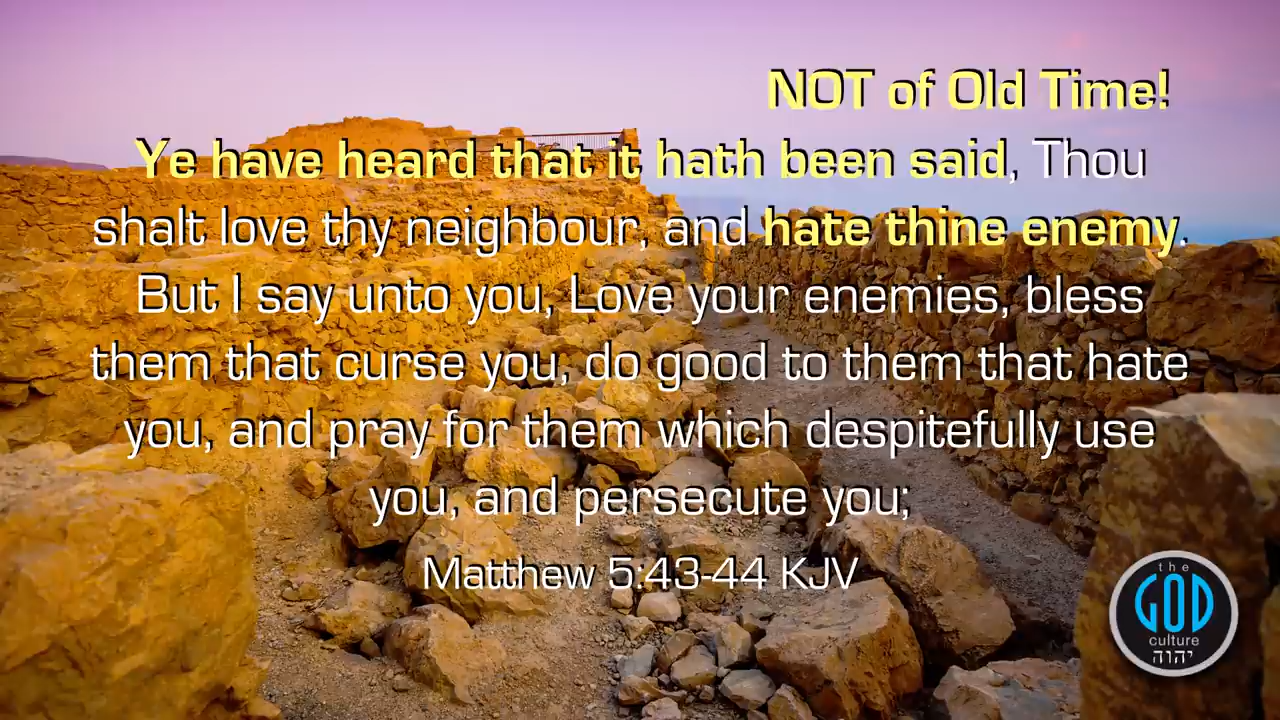 NOT of Old Time!
Ye have heard that it hath been said, Thou
shalt love thy neighbour, and hate thine enemy.
But I say unto you, Love your enemies, bless
them that curse you, do good to them that hate
you, and pray for them which despitefully use
you, and persecute you;
Matthew 5:43-44 KJV
the
GOD
culture
יהוה